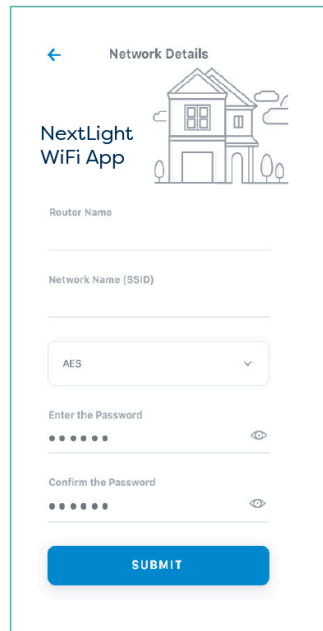 Network Details
NextLight
WiFi App
Router Name
Network Name (SSID)
AES
Enter the Password
Confirm the Password
SUBMIT